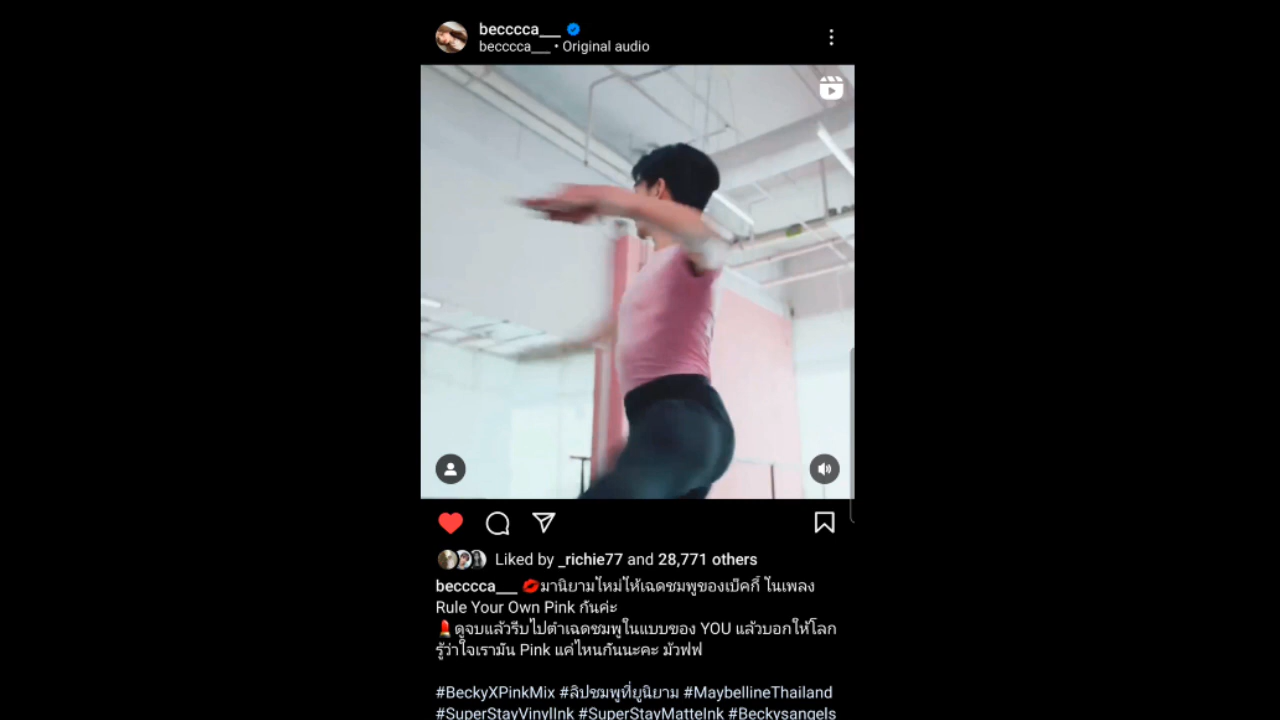 becccca___
becccca___ • Original audio
Liked by _richie77 and 28,771 others
becccca___ 💋มานิยามใหม่ให้เฉดชมพูของเบ๊คกี้ ในเพลง
Rule Your Own Pink กันค่ะ
💄ดูจบแล้วรีบไปตำเฉดชมพูในแบบของ YOU แล้วบอกให้โลก
รู้ว่าใจเรามัน Pink แค่ไหนกันนะคะ มัวฟฟ
#BeckyXPinkMix #ลิปชมพูที่ยูนิยาม #MaybellineThailand
#SuperStayVinylInk #SuperStayMatteInk #Beckysangels